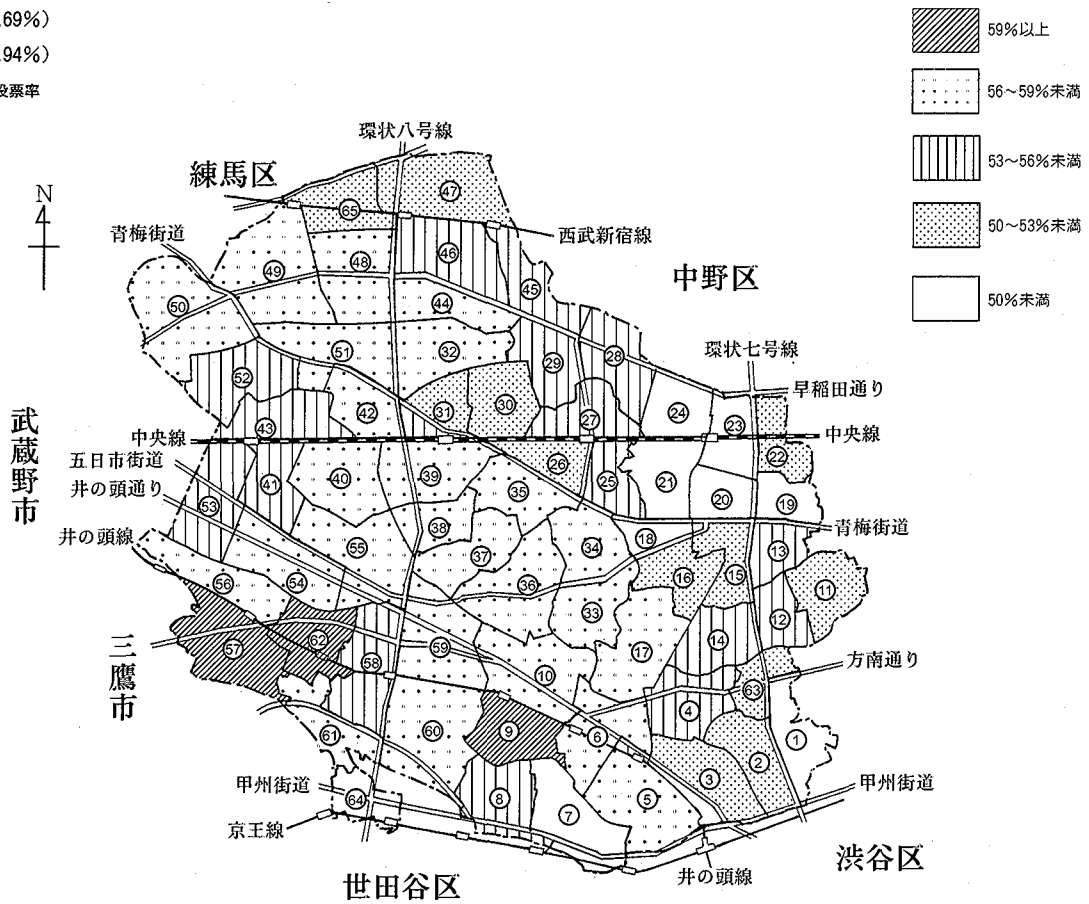 .69%)
.94%)
投票率
59%以上
56～59%未満
53～56%未満
50～53%未満
50%未満
環状八号線
練馬区
N
青梅街道
西武新宿線
中野区
環状七号線
早稲田通り
武蔵野市
中央線
中央線
五日市街道
井の頭通り
井の頭線
青梅街道
三鷹市
方南通り
甲州街道
甲州街道
京王線
井の頭線
世田谷区
渋谷区
㊼
65
㊻
㊽
㊾
㊺
㊿
㊹
51
㉜
㉙
㉘
52
㊷
㉛
㉚
㉔
㉓
㊸
㉗
㉒
㊶
㊵
㊴
㉟
㉖
㉕
㉑
⑳
⑲
53
55
㊳
㊲
㉞
⑱
⑬
56
54
㊱
㉝
⑯
⑮
⑪
57
62
58
59
⑩
⑰
⑭
⑫
63
61
60
⑨
⑥
④
①
64
⑧
⑦
⑤
③
②